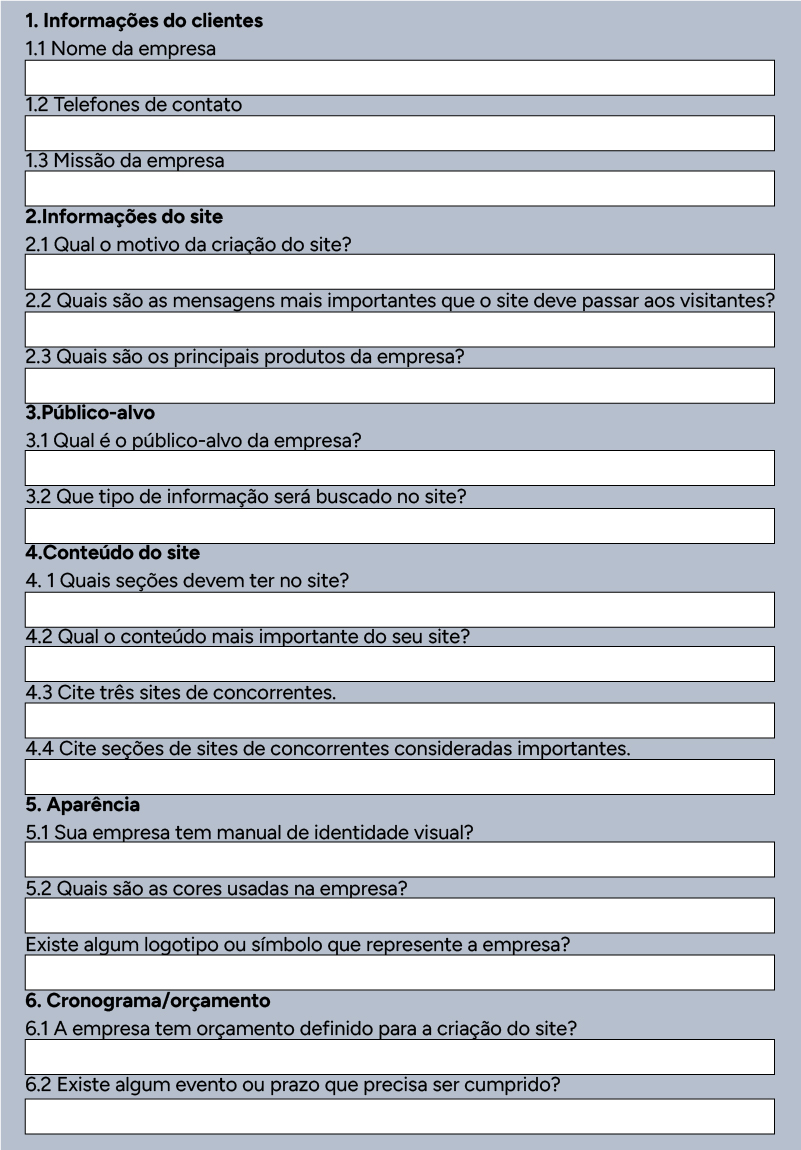 1. Informações do clientes
1.1 Nome da empresa
1.2 Telefones de contato
1.3 Missão da empresa
2.Informações do site
2.1 Qual o motivo da criação do site?
2.2 Quais são as mensagens mais importantes que o site deve passar aos visitantes?
2.3 Quais são os principais produtos da empresa?
3.Público-alvo
3.1 Qual é o público-alvo da empresa?
3.2 Que tipo de informação será buscado no site?
4.Conteúdo do site
4. 1 Quais seções devem ter no site?
4.2 Qual o conteúdo mais importante do seu site?
4.3 Cite três sites de concorrentes.
4.4 Cite seções de sites de concorrentes consideradas importantes.
5. Aparência
5.1 Sua empresa tem manual de identidade visual?
5.2 Quais são as cores usadas na empresa?
Existe algum logotipo ou símbolo que represente a empresa?
6. Cronograma/orçamento
6.1 A empresa tem orçamento definido para a criação do site?
6.2 Existe algum evento ou prazo que precisa ser cumprido?